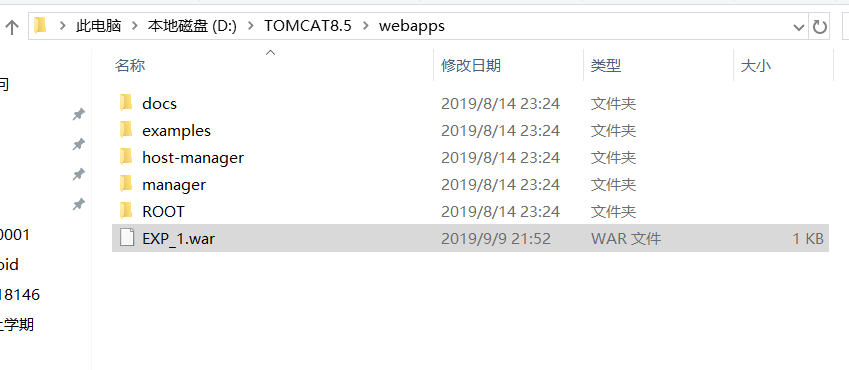 此电脑 > 本地磁盘 (D:) > TOMCAT8.5 > webapps
名称 修改日期 类型 大小
问
docs 2019/8/14 23:24 文件夹
examples 2019/8/14 23:24 文件夹
host-manager 2019/8/14 23:24 文件夹
manager 2019/8/14 23:24 文件夹
ROOT 2019/8/14 23:24 文件夹
0001 EXP_1.war 2019/9/9 21:52 WAR 文件 1 KB
oid
18146
学期